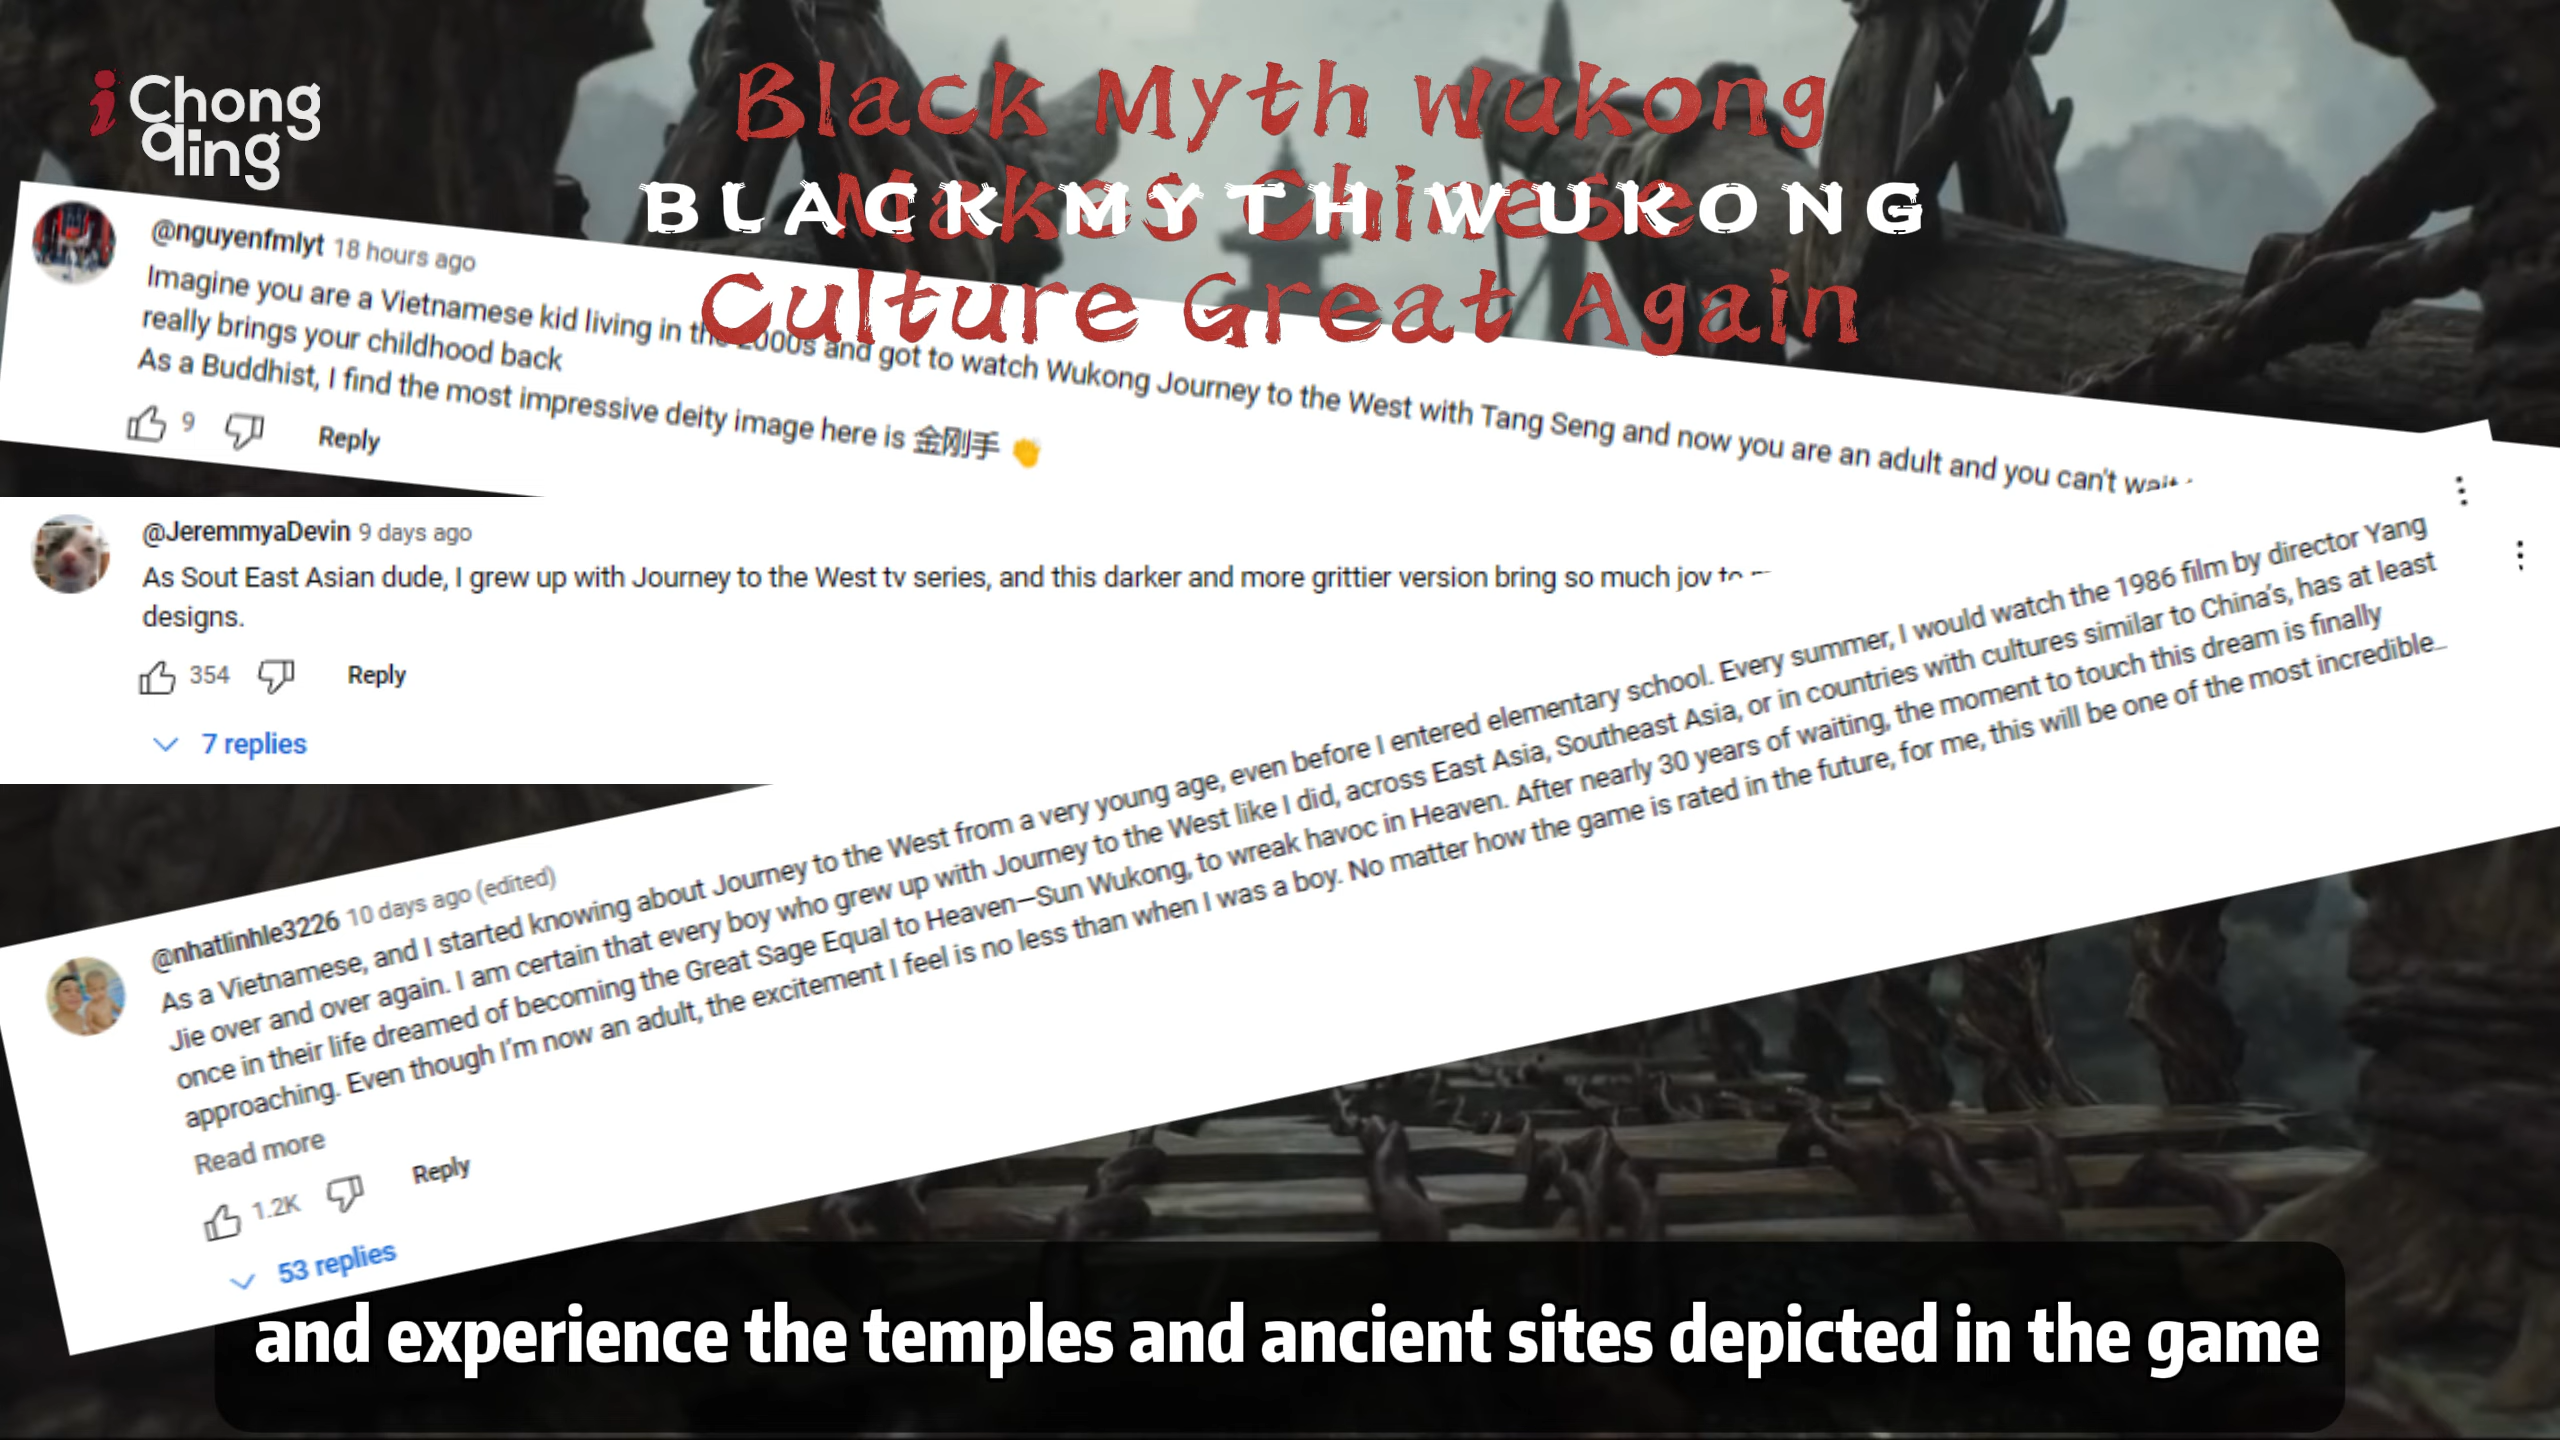 i Chong
qing
Black Myth Wukong
Makes Chinese
BLACK MYTH WUKONG
Culture Great Again
@nguyenfmlyt 18 hours ago
Imagine you are a Vietnamese kid living in the 2000s and got to watch Wukong Journey to the West with Tang Seng and now you are an adult and you can't wait
really brings your childhood back
As a Buddhist, I find the most impressive deity image here is 金刚手 👏
9 Reply
@JeremmyaDevin 9 days ago
As Sout East Asian dude, I grew up with Journey to the West tv series, and this darker and more grittier version bring so much joy to
designs.
354 Reply
7 replies
@nhatlinhle3226 10 days ago (edited)
As a Vietnamese, and I started knowing about Journey to the West from a very young age, even before I entered elementary school. Every summer, I would watch the 1986 film by director Yang
Jie over and over again. I am certain that every boy who grew up with Journey to the West like I did, across East Asia, Southeast Asia, or in countries with cultures similar to China's, has at least
once in their life dreamed of becoming the Great Sage Equal to Heaven—Sun Wukong, to wreak havoc in Heaven. After nearly 30 years of waiting, the moment to touch this dream is finally
approaching. Even though I'm now an adult, the excitement I feel is no less than when I was a boy. No matter how the game is rated in the future, for me, this will be one of the most incredible…
Read more
1.2K Reply
53 replies
and experience the temples and ancient sites depicted in the game